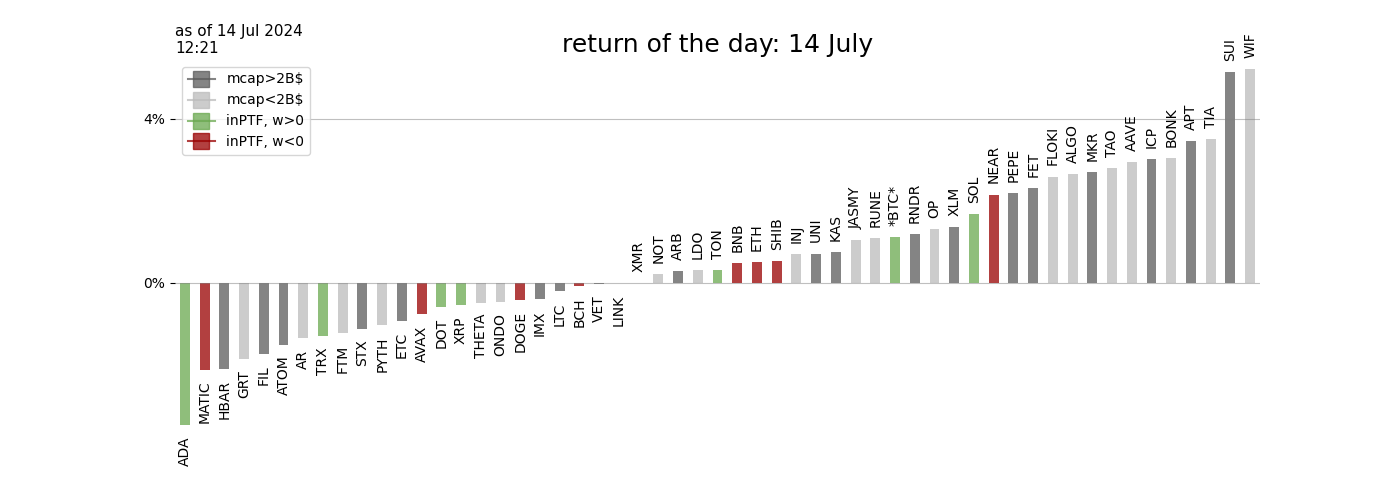 as of 14 Jul 2024
12:21
return of the day: 14 July
mcap>2B$
mcap<2B$
inPTF, w>0
inPTF, w<0
4%
0%
ADA
MATIC
HBAR
GRT
FIL
ATOM
AR
TRX
FTM
STX
PYTH
ETC
AVAX
DOT
XRP
THETA
ONDO
DOGE
IMX
LTC
BCH
VET
LINK
XMR
NOT
ARB
LDO
TON
BNB
ETH
SHIB
INJ
UNI
KAS
JASMY
RUNE
*BTC*
RNDR
OP
XLM
SOL
NEAR
PEPE
FET
FLOKI
ALGO
MKR
TAO
AAVE
ICP
BONK
APT
TIA
SUI
WIF